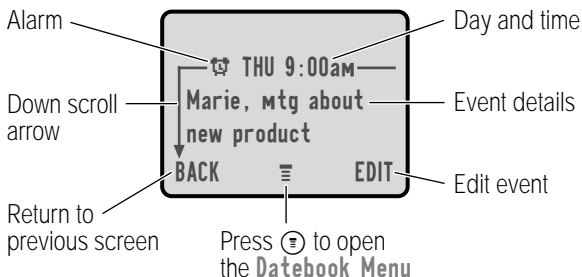 Alarm
Day and time
THU 9:00am
Down scroll
arrow
Marie, mtg about
new product
Event details
BACK
EDIT
Edit event
Return to
previous screen
Press to open
the Datebook Menu